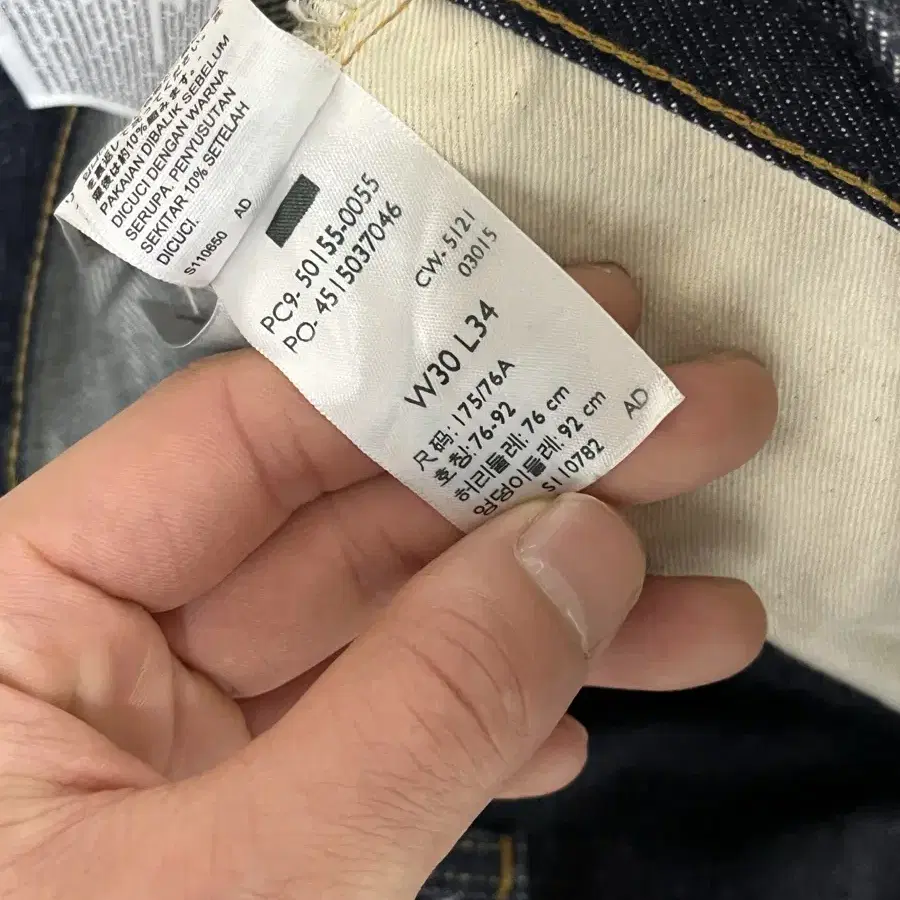 PAKAIAN DIBALIK SEBELUM
DICUCI DENGAN WARNA
SERUPA. PENYUSUTAN
SEKITAR 10% SETELAH
DICUCI.
S110650 AD
PC9- 50155-0055
PO- 4515037046
CW- 5121
03015
W30 L34
尺码: 175/76A
호칭: 76-92
허리둘레: 76 cm
엉덩이둘레: 92 cm
S110782 AD